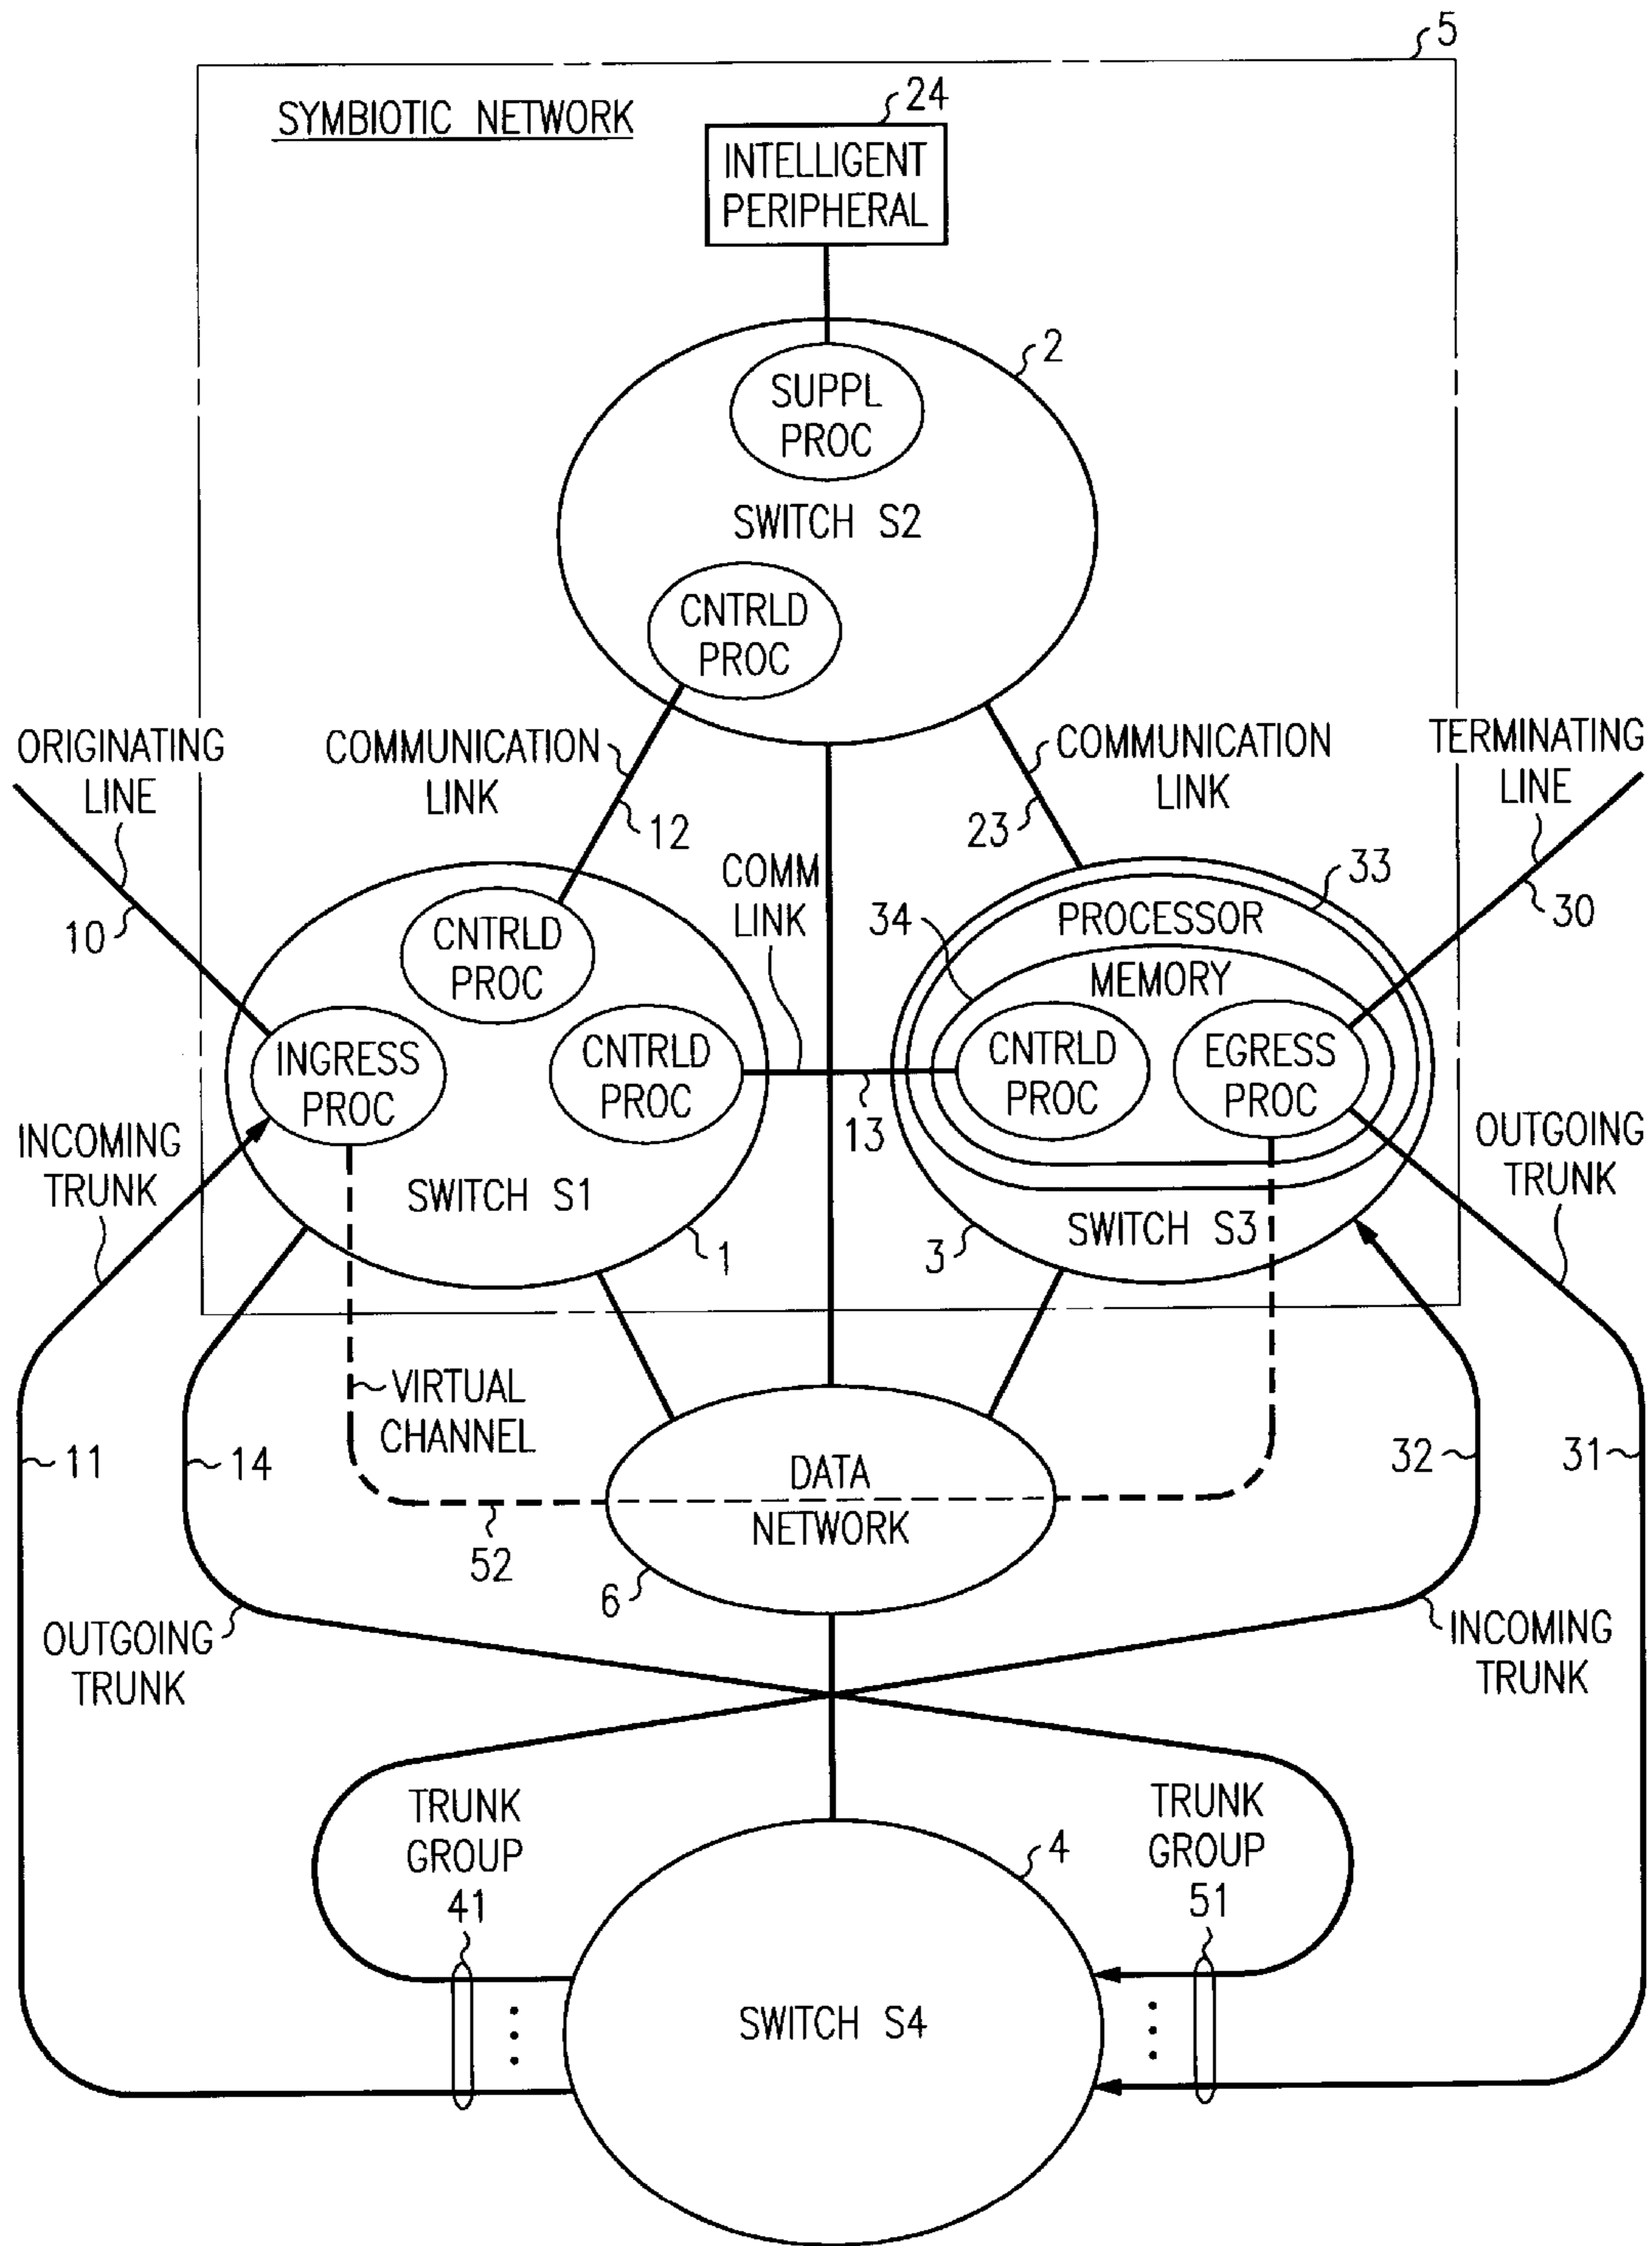 5
SYMBIOTIC NETWORK
24
INTELLIGENT
PERIPHERAL
2
SUPPL
PROC
SWITCH S2
CNTRLD
PROC
ORIGINATING
LINE
COMMUNICATION
LINK
COMMUNICATION
LINK
TERMINATING
LINE
12
23
10
COMM
LINK
33
30
34
PROCESSOR
MEMORY
CNTRLD
PROC
INGRESS
PROC
CNTRLD
PROC
CNTRLD
PROC
EGRESS
PROC
13
INCOMING
TRUNK
OUTGOING
TRUNK
SWITCH S1
SWITCH S3
1
3
VIRTUAL
CHANNEL
11
14
DATA
NETWORK
32
31
52
6
OUTGOING
TRUNK
INCOMING
TRUNK
TRUNK
GROUP
41
TRUNK
GROUP
51
4
SWITCH S4